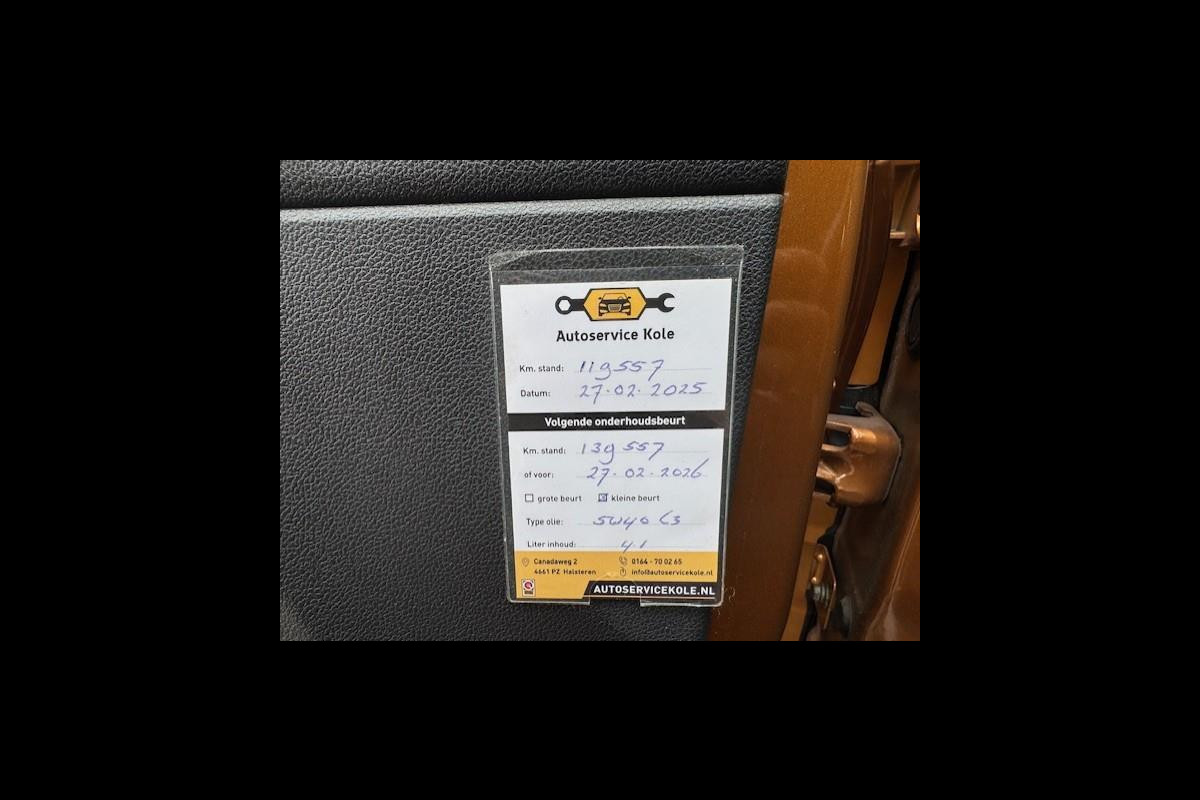 Autoservice Kole
Km. stand: 119557
Datum: 27-02-2025
Volgende onderhoudsbeurt
Km. stand: 139557
of voor: 27-02-2026
grote beurt kleine beurt
Type olie: 5W40 C3
Liter inhoud: 4.1
Canadaweg 2 0164 - 70 02 65
4661 PZ Halsteren info@autoservicekole.nl
AUTOSERVICEKOLE.NL